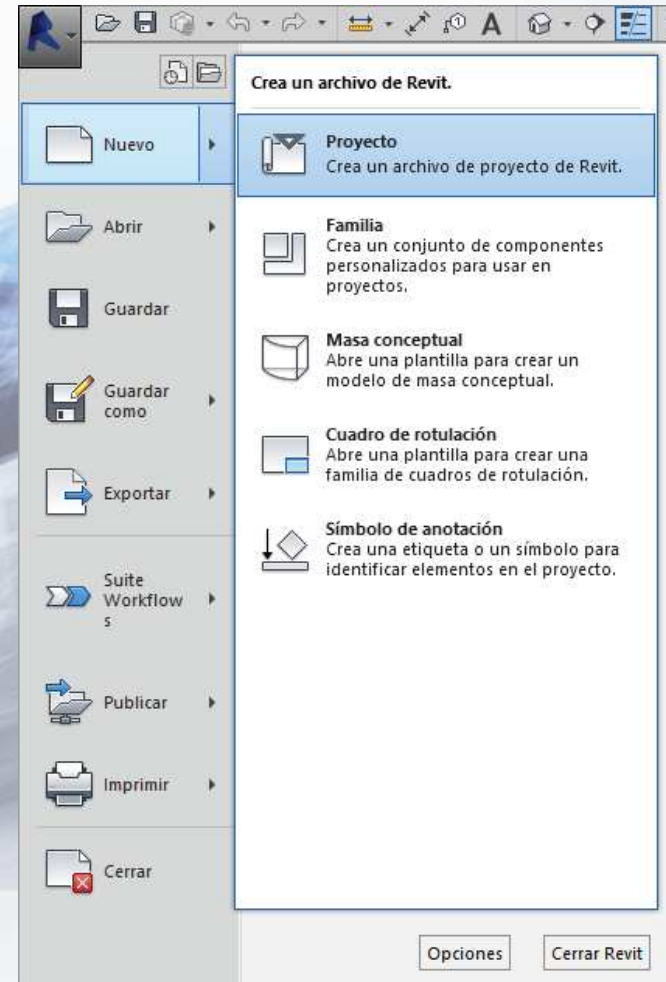 Crea un archivo de Revit.
Nuevo
Proyecto
Crea un archivo de proyecto de Revit.
Abrir
Familia
Crea un conjunto de componentes
personalizados para usar en
proyectos.
Guardar
Masa conceptual
Abre una plantilla para crear un
modelo de masa conceptual.
Guardar
como
Cuadro de rotulación
Abre una plantilla para crear una
familia de cuadros de rotulación.
Exportar
Símbolo de anotación
Crea una etiqueta o un símbolo para
identificar elementos en el proyecto.
Suite
Workflow
s
Publicar
Imprimir
Cerrar
Opciones
Cerrar Revit